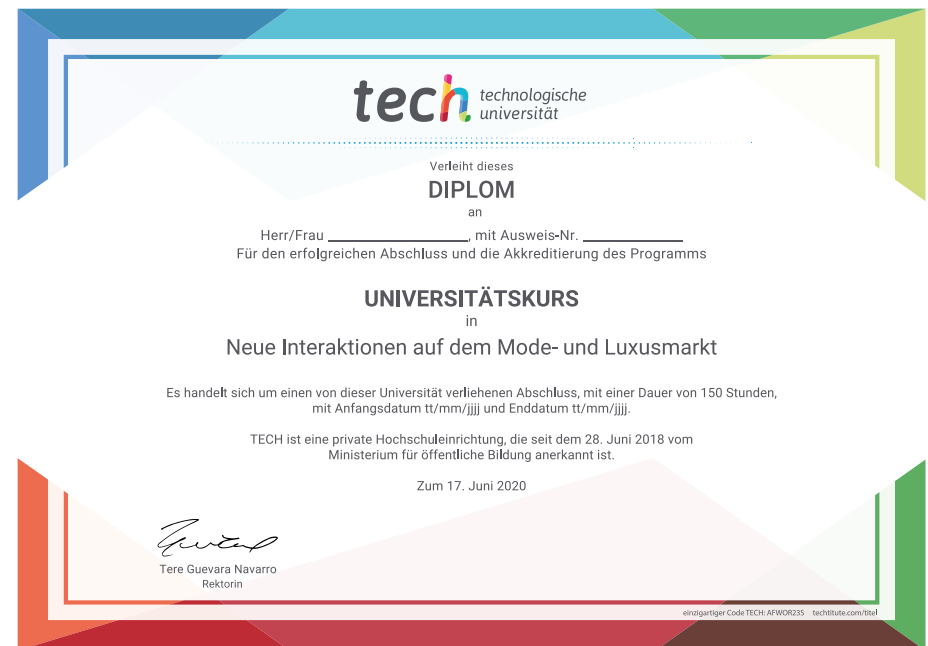 tech technologische
universität
Verleiht dieses
DIPLOM
an
Herr/Frau ____________________, mit Ausweis-Nr. ______________
Für den erfolgreichen Abschluss und die Akkreditierung des Programms
UNIVERSITÄTSKURS
in
Neue Interaktionen auf dem Mode- und Luxusmarkt
Es handelt sich um einen von dieser Universität verliehenen Abschluss, mit einer Dauer von 150 Stunden,
mit Anfangsdatum tt/mm/jjjj und Enddatum tt/mm/jjjj.
TECH ist eine private Hochschuleinrichtung, die seit dem 28. Juni 2018 vom
Ministerium für öffentliche Bildung anerkannt ist.
Zum 17. Juni 2020
Tere Guevara Navarro
Rektorin
einzigartiger Code TECH: AFWOR23S techtitute.com/titel